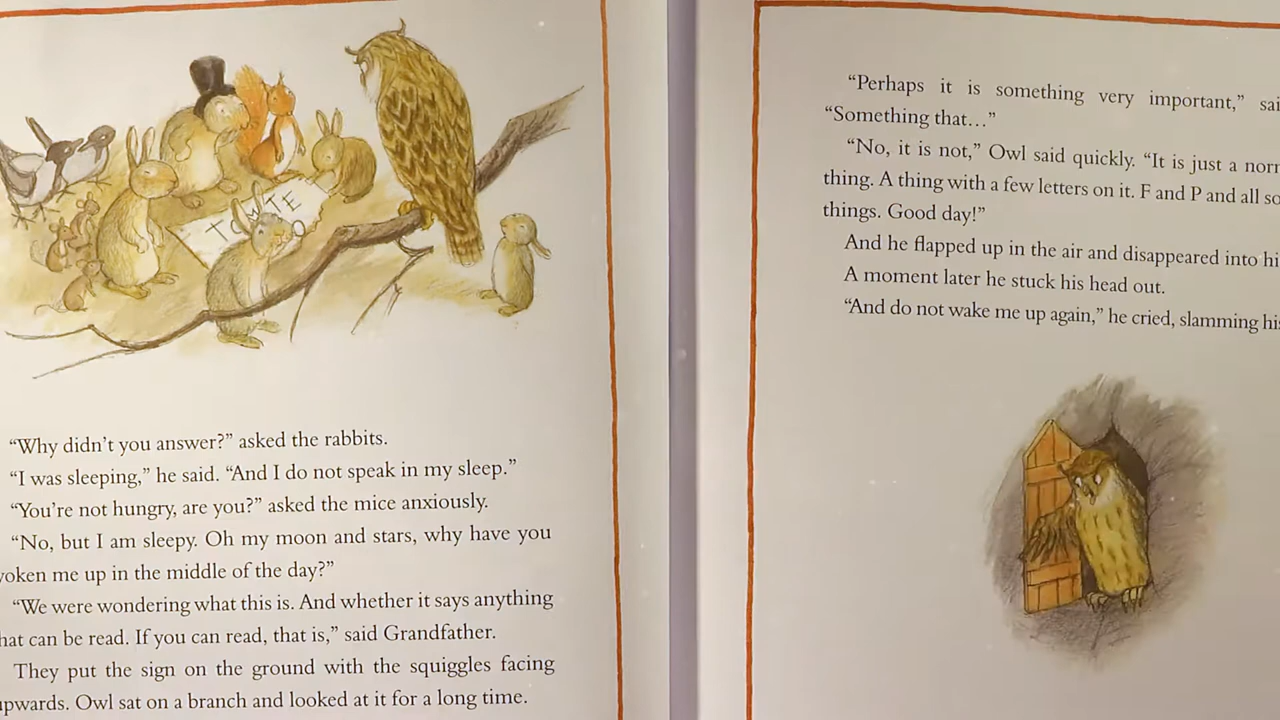 TO
TE
“Why didn’t you answer?” asked the rabbits.
“I was sleeping,” he said. “And I do not speak in my sleep.”
“You’re not hungry, are you?” asked the mice anxiously.
“No, but I am sleepy. Oh my moon and stars, why have you
woken me up in the middle of the day?”
“We were wondering what this is. And whether it says anything
that can be read. If you can read, that is,” said Grandfather.
They put the sign on the ground with the squiggles facing
upwards. Owl sat on a branch and looked at it for a long time.
“Perhaps it is something very important,” sai
“Something that…”
“No, it is not,” Owl said quickly. “It is just a nor
thing. A thing with a few letters on it. F and P and all so
things. Good day!”
And he flapped up in the air and disappeared into hi
A moment later he stuck his head out.
“And do not wake me up again,” he cried, slamming his